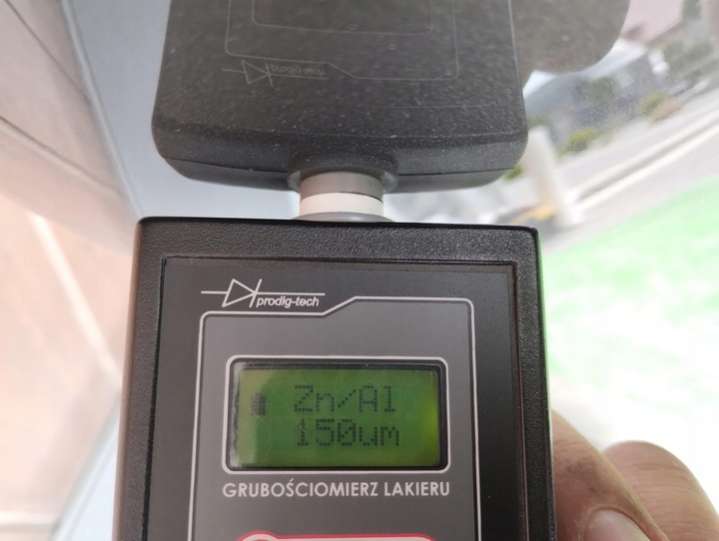 prodig-tech
Zn/Al
150um
GRUBOŚCIOMIERZ LAKIERU